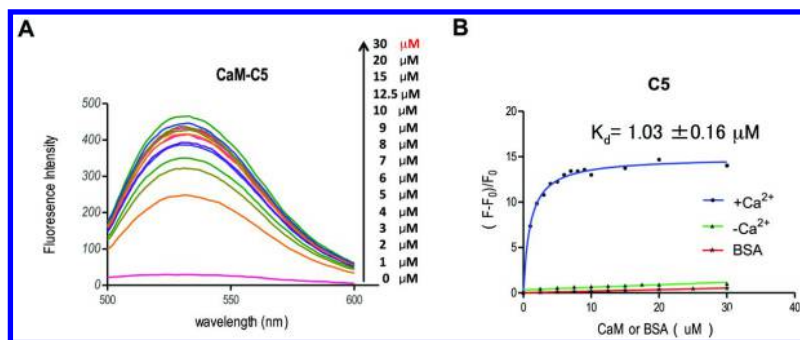 A
CaM-C5
Fluoresence Intensity
500
400
300
200
100
0
500
550
600
wavelength (nm)
30 µM
20 µM
15 µM
12.5 µM
10 µM
9 µM
8 µM
7 µM
6 µM
5 µM
4 µM
3 µM
2 µM
1 µM
0 µM
B
C5
Kd= 1.03 ±0.16 µM
( F-F0)/F0
20
15
10
5
0
0
10
20
30
40
+Ca2+
-Ca2+
BSA
CaM or BSA ( uM )